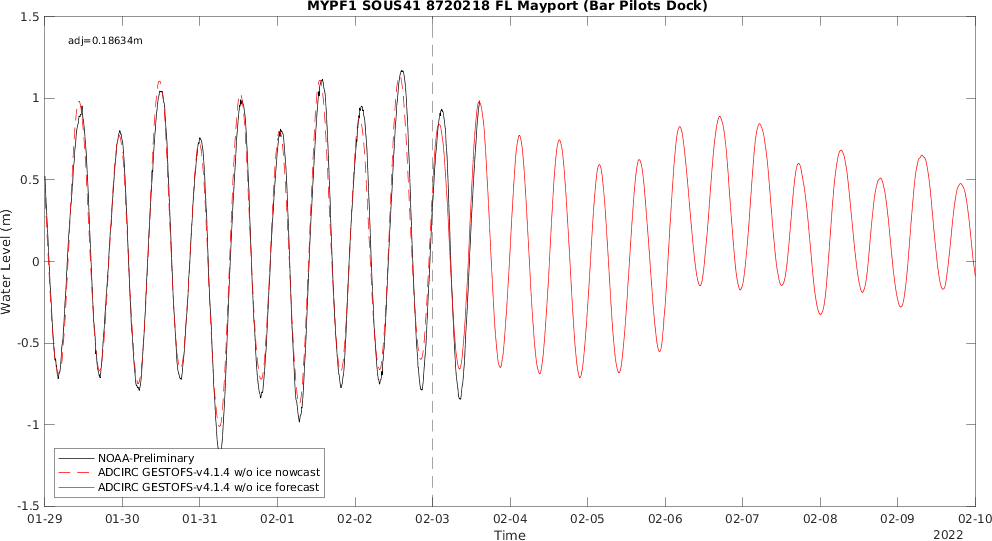 MYPF1 SOUS41 8720218 FL Mayport (Bar Pilots Dock)
1.5
adj=0.18634m
1
0.5
0
-0.5
-1
-1.5
Water Level (m)
NOAA-Preliminary
ADCIRC GESTOFS-v4.1.4 w/o ice nowcast
ADCIRC GESTOFS-v4.1.4 w/o ice forecast
01-29 01-30 01-31 02-01 02-02 02-03 02-04 02-05 02-06 02-07 02-08 02-09 02-10
Time
2022